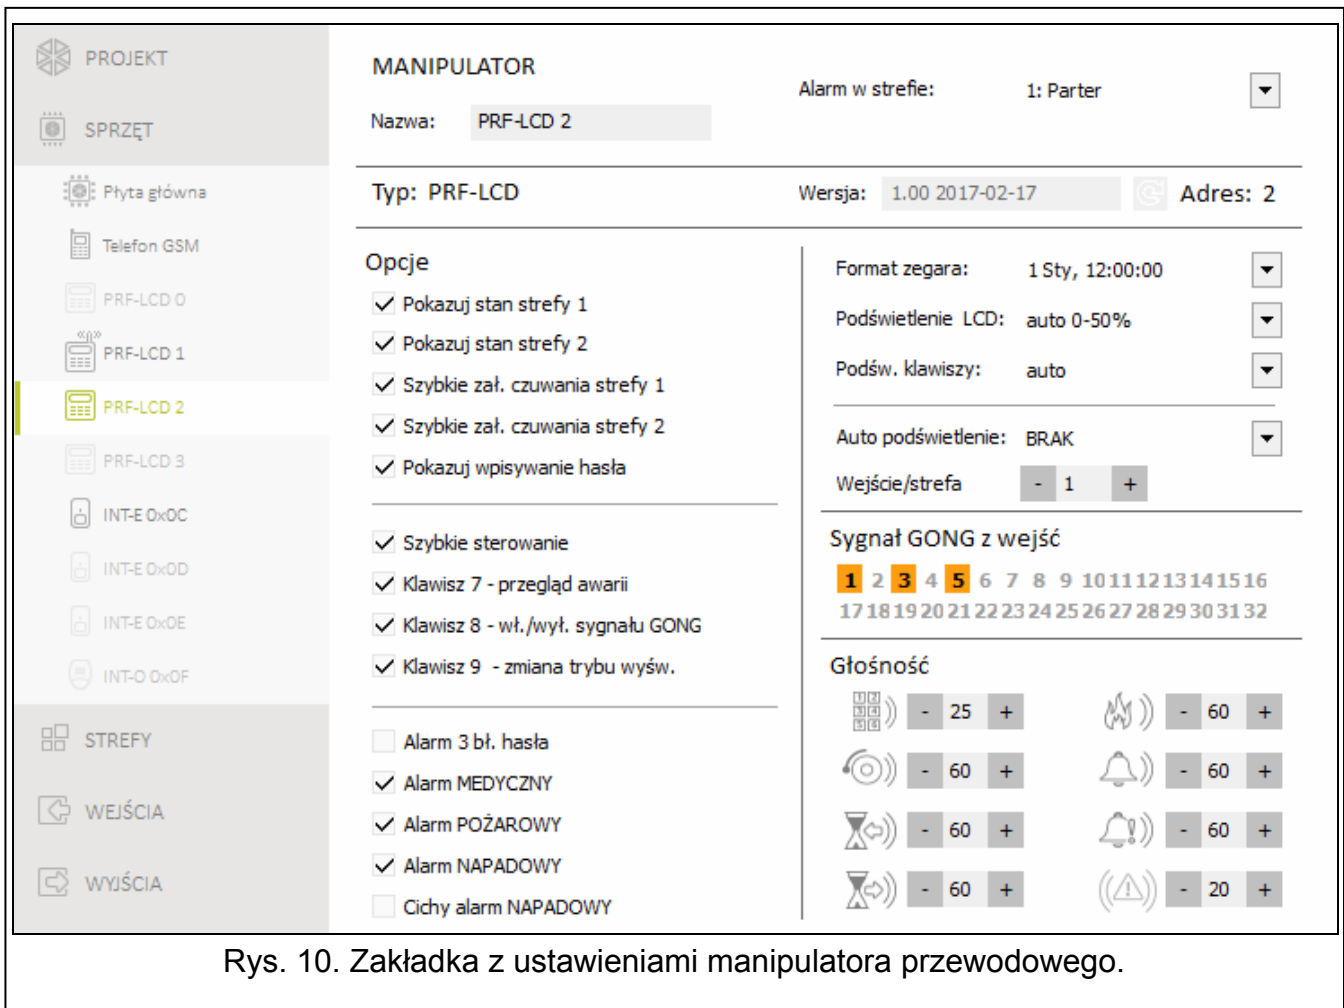 PROJEKT
SPRZĘT
Płyta główna
Telefon GSM
PRF-LCD 0
PRF-LCD 1
PRF-LCD 2
PRF-LCD 3
INT-E 0x0C
INT-E 0x0D
INT-E 0x0E
INT-O 0x0F
STREFY
WEJŚCIA
WYJŚCIA
MANIPULATOR
Nazwa: PRF-LCD 2
Alarm w strefie: 1: Parter
Typ: PRF-LCD
Wersja: 1.00 2017-02-17
Adres: 2
Opcje
Pokazuj stan strefy 1
Pokazuj stan strefy 2
Szybkie zał. czuwania strefy 1
Szybkie zał. czuwania strefy 2
Pokazuj wpisywanie hasła
Szybkie sterowanie
Klawisz 7 - przegląd awarii
Klawisz 8 - wł./wył. sygnału GONG
Klawisz 9 - zmiana trybu wyśw.
Alarm 3 bł. hasła
Alarm MEDYCZNY
Alarm POŻAROWY
Alarm NAPADOWY
Cichy alarm NAPADOWY
Format zegara: 1 Sty, 12:00:00
Podświetlenie LCD: auto 0-50%
Podśw. klawiszy: auto
Auto podświetlenie: BRAK
Wejście/strefa - 1 +
Sygnał GONG z wejść
1 2 3 4 5 6 7 8 9 10 11 12 13 14 15 16
17 18 19 20 21 22 23 24 25 26 27 28 29 30 31 32
Głośność
- 25 + - 60 +
- 60 + - 60 +
- 60 + - 60 +
- 60 + - 20 +
Rys. 10. Zakładka z ustawieniami manipulatora przewodowego.